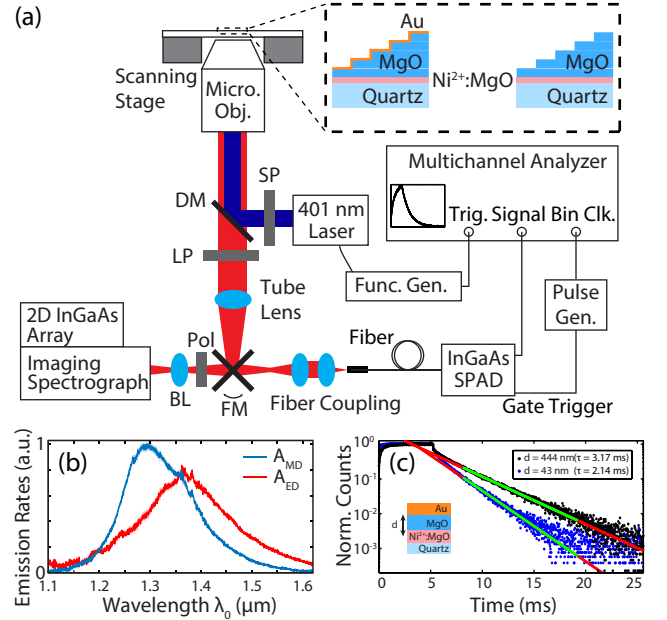 (a)
Au
MgO
Ni²⁺:MgO
MgO
Quartz
Quartz
Scanning
Stage
Micro.
Obj.
SP
DM
401 nm
Laser
LP
Multichannel Analyzer
Trig. Signal Bin Clk.
Func. Gen.
Pulse
Gen.
Tube
Lens
2D InGaAs
Array
Imaging
Spectrograph
Pol
BL
FM
Fiber Coupling
Fiber
InGaAs
SPAD
Gate Trigger
(b)
Emission Rates (a.u.)
1
0
A_MD
A_ED
1.1 1.2 1.3 1.4 1.5 1.6
Wavelength λ₀ (µm)
(c)
Norm Counts
10⁰
10⁻¹
10⁻²
10⁻³
d = 444 nm (τ = 3.17 ms)
d = 43 nm (τ = 2.14 ms)
Au
d
MgO
Ni²⁺:MgO
Quartz
0 5 10 15 20 25
Time (ms)